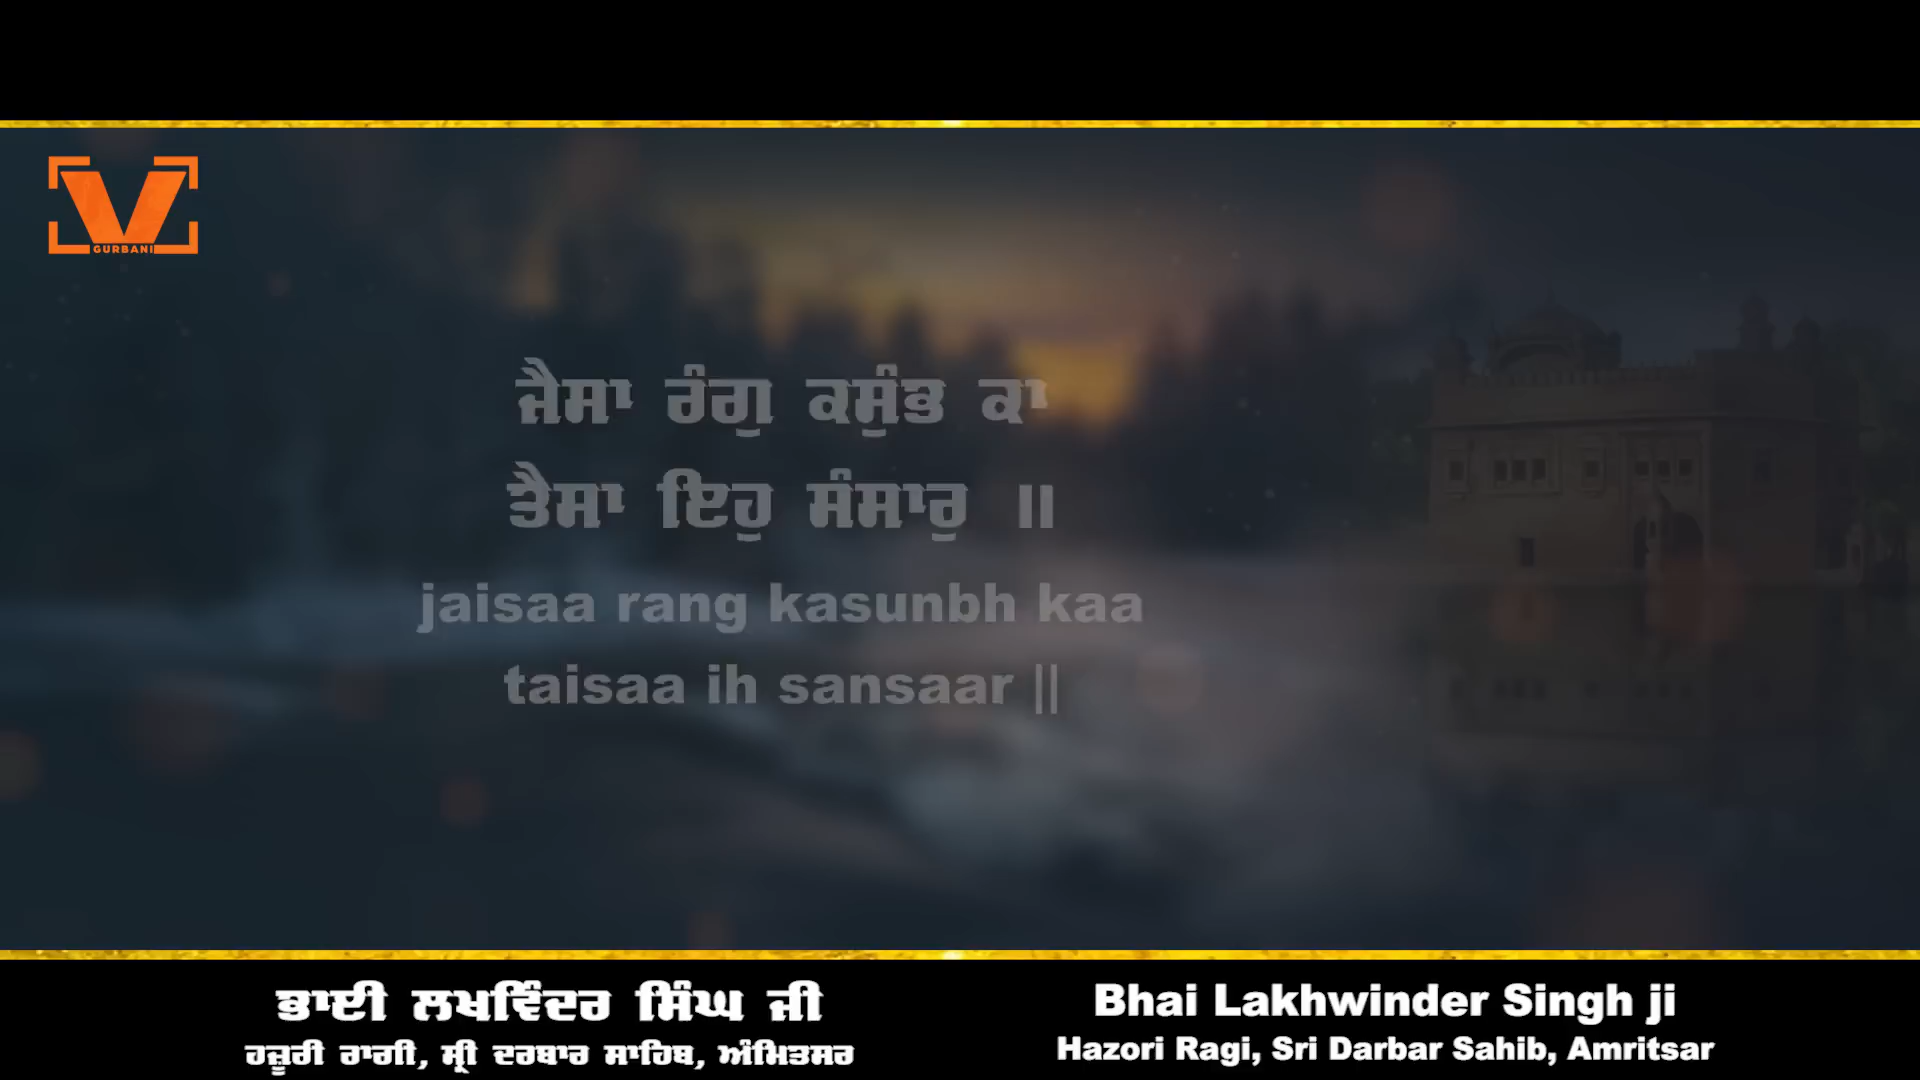 V
GURBANI
ਜੈਸਾ ਰੰਗੁ ਕਸੁੰਭ ਕਾ
ਤੈਸਾ ਇਹੁ ਸੰਸਾਰੁ ॥
jaisaa rang kasunbh kaa
taisaa ih sansaar ||
ਭਾਈ ਲਖਵਿੰਦਰ ਸਿੰਘ ਜੀ
ਹਜ਼ੂਰੀ ਰਾਗੀ, ਸ੍ਰੀ ਦਰਬਾਰ ਸਾਹਿਬ, ਅੰਮਿਤਸਰ
Bhai Lakhwinder Singh ji
Hazori Ragi, Sri Darbar Sahib, Amritsar